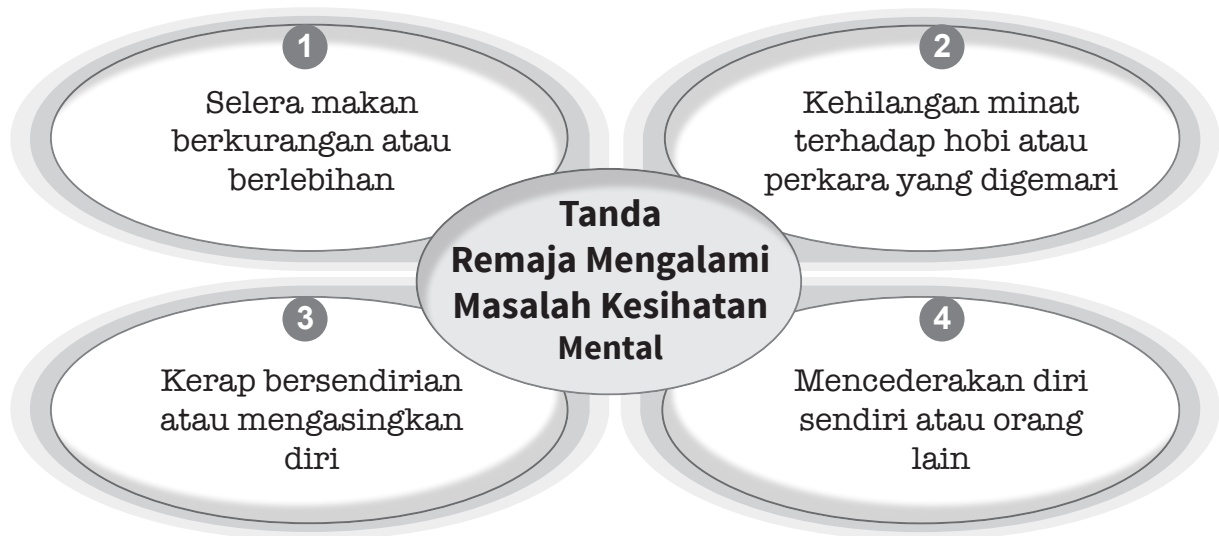 1
Selera makan
berkurangan atau
berlebihan
2
Kehilangan minat
terhadap hobi atau
perkara yang digemari
Tanda
Remaja Mengalami
Masalah Kesihatan
Mental
3
Kerap bersendirian
atau mengasingkan
diri
4
Mencederakan diri
sendiri atau orang
lain